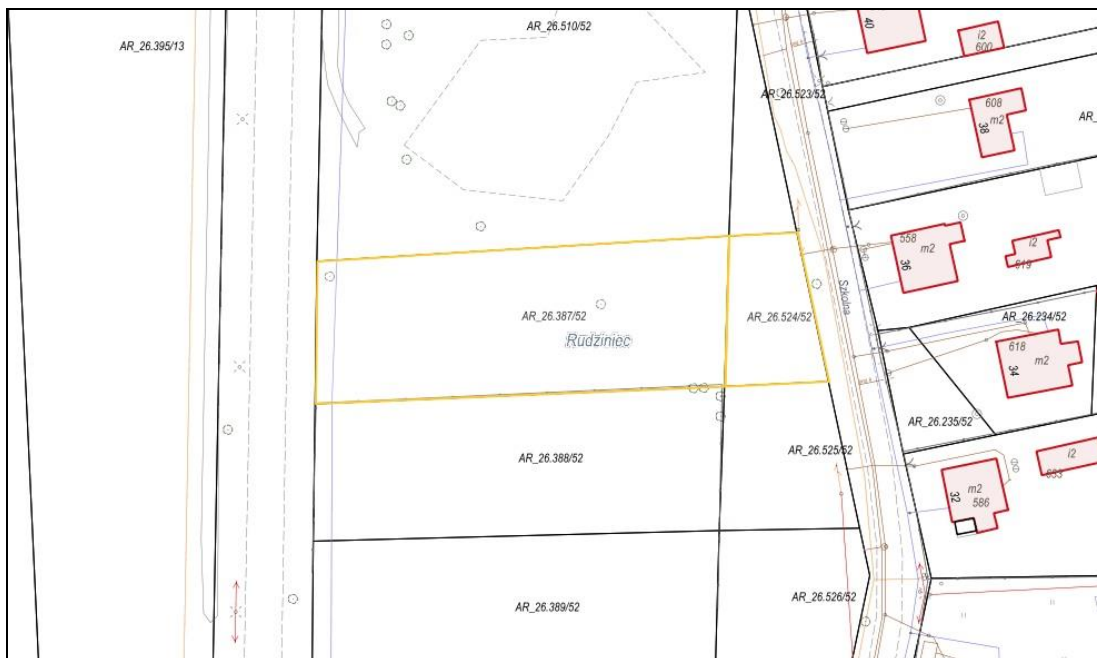 AR_26.395/13
AR_26.510/52
40
i2
600
AR_26.523/52
608
m2
38
AR_
558
m2
36
i2
619
AR_26.387/52
AR_26.524/52
Szkolna
AR_26.234/52
Rudziniec
618
m2
34
AR_26.235/52
AR_26.388/52
AR_26.525/52
i2
653
m2
586
32
AR_26.389/52
AR_26.526/52